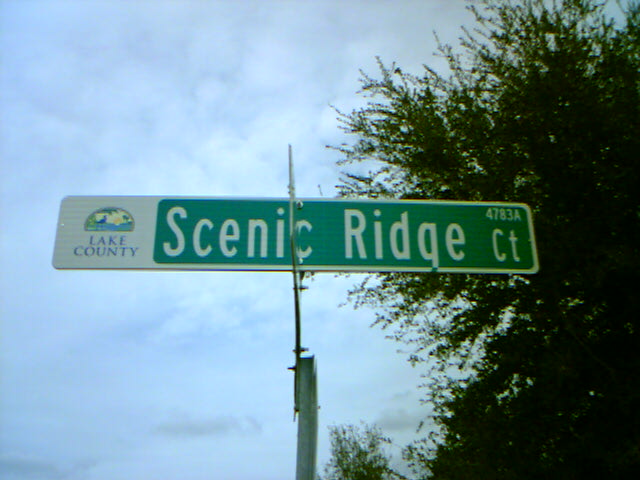 LAKE
COUNTY
Scenic Ridge Ct
4783A